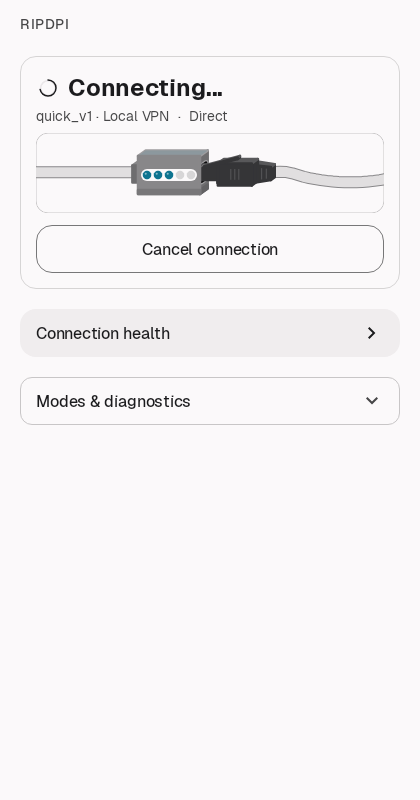 RIPDPI
Connecting...
quick_v1 · Local VPN · Direct
Cancel connection
Connection health
Modes & diagnostics